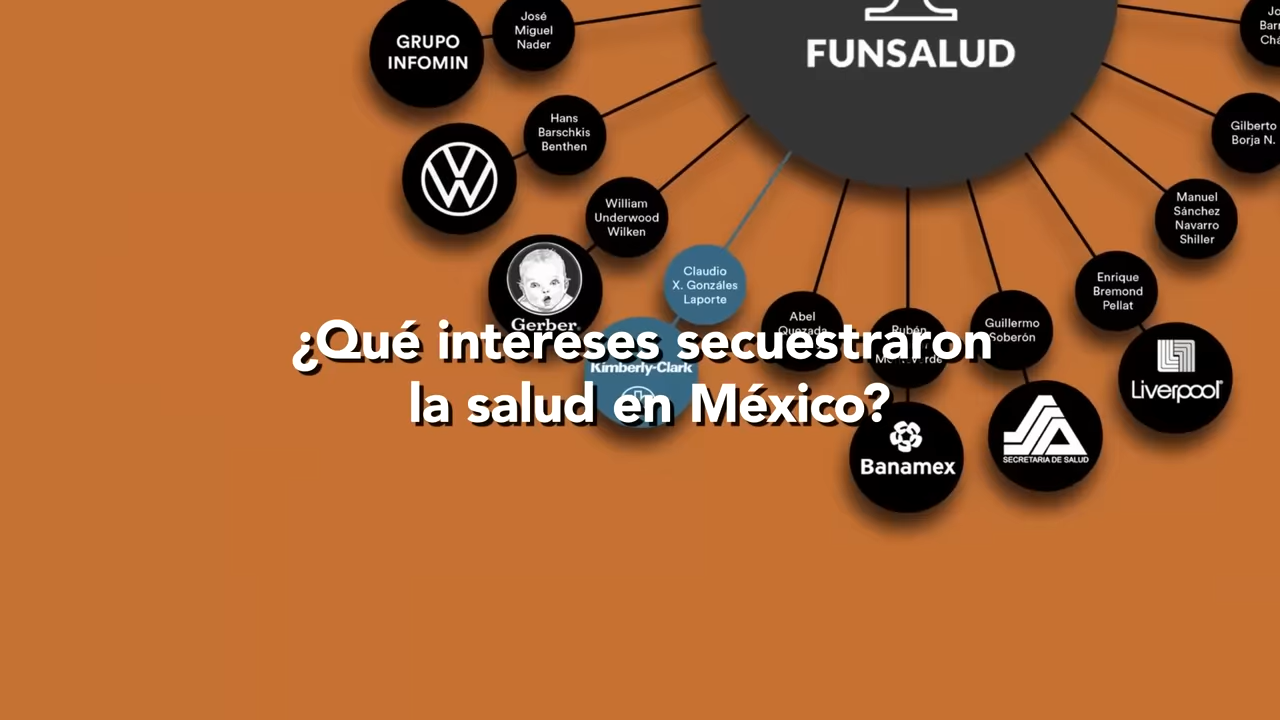 FUNSALUD
GRUPO
INFOMIN
José
Miguel
Nader
Hans
Barschkis
Benthen
William
Underwood
Wilken
Gerber
Claudio
X. Gonzáles
Laporte
Kimberly-Clark
Abel
Quezada
Rubén
Guillermo
Soberón
Enrique
Bremond
Pellat
Manuel
Sánchez
Navarro
Shiller
Gilberto
Borja N.
Banamex
SECRETARIA DE SALUD
Liverpool
¿Qué intereses secuestraron
la salud en México?